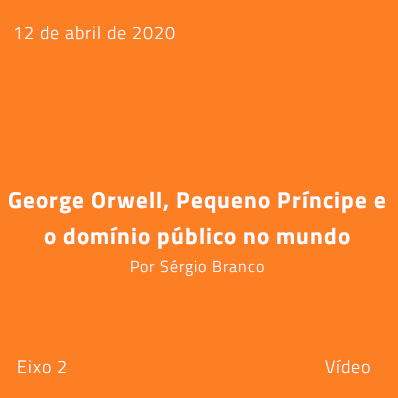 12 de abril de 2020
George Orwell, Pequeno Príncipe e
o domínio público no mundo
Por Sérgio Branco
Eixo 2
Vídeo